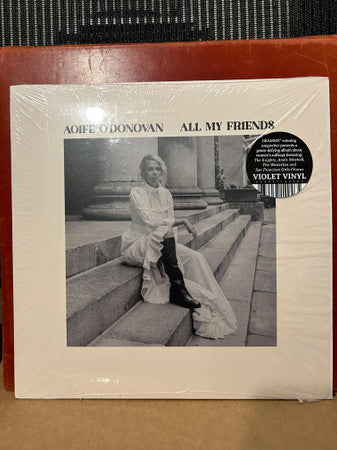 AOIFE O'DONOVAN ALL MY FRIENDS
GRAMMY® winning
songwriter presents a
genre-defying album about
women's suffrage featuring
The Knights, Anaïs Mitchell,
The Westerlies and
San Francisco Girls Chorus
VIOLET VINYL